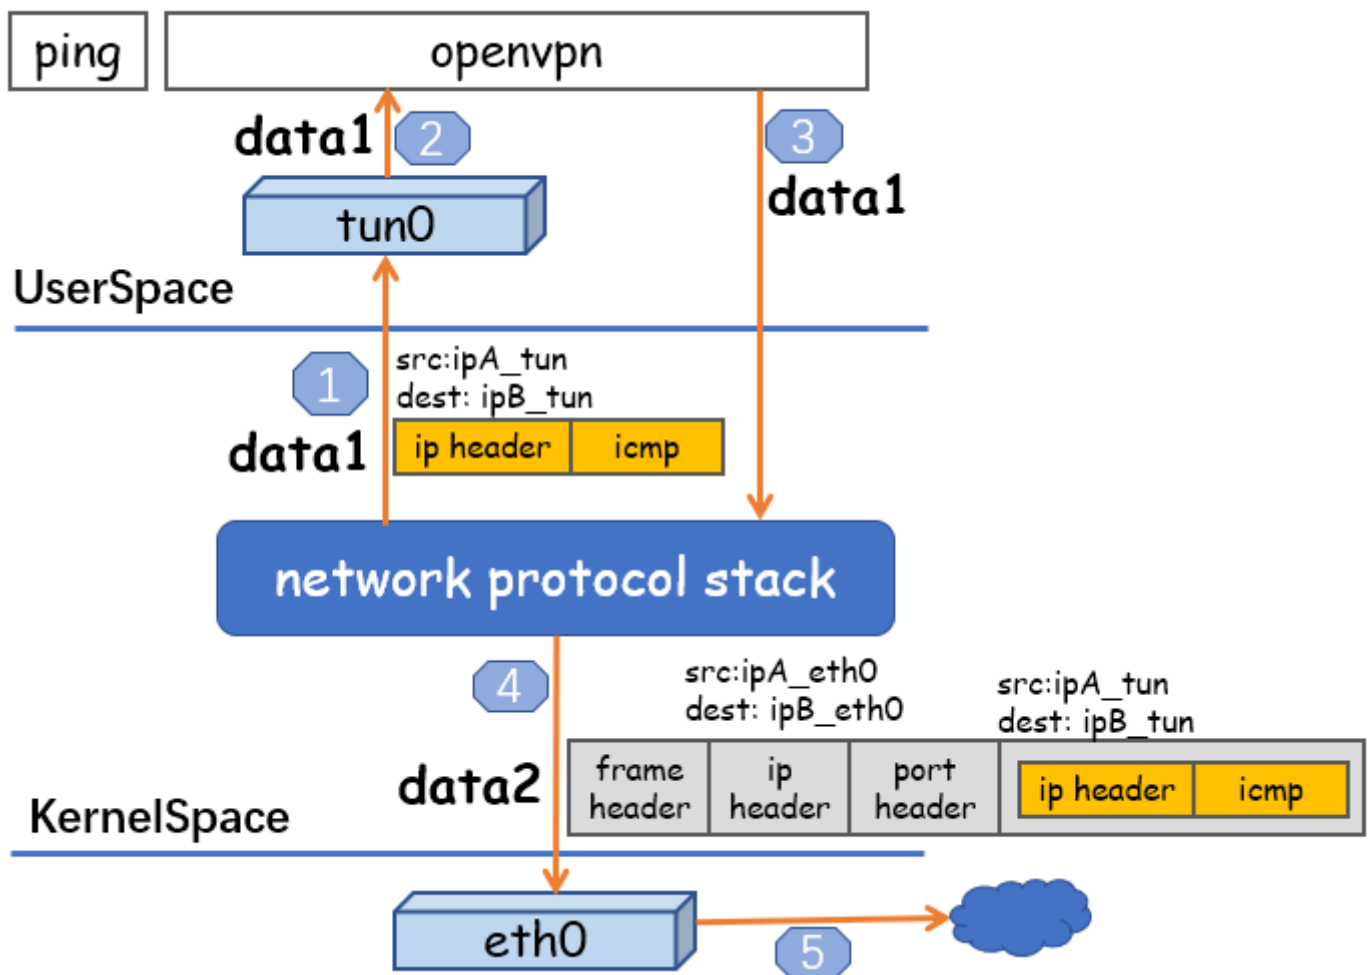 ping
openvpn
data1
2
3
data1
tun0
UserSpace
1
src:ipA_tun
dest: ipB_tun
data1
ip header
icmp
network protocol stack
4
src:ipA_eth0
dest: ipB_eth0
src:ipA_tun
dest: ipB_tun
data2
frame
header
ip
header
port
header
ip header
icmp
KernelSpace
eth0
5